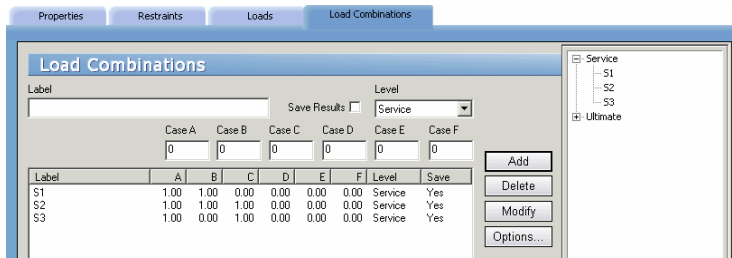 Properties Restraints Loads Load Combinations
Load Combinations
Label Level
Save Results Service
Case A Case B Case C Case D Case E Case F
0 0 0 0 0 0
Label A B C D E F Level Save
S1 1.00 1.00 0.00 0.00 0.00 0.00 Service Yes
S2 1.00 1.00 1.00 0.00 0.00 0.00 Service Yes
S3 1.00 0.00 1.00 0.00 0.00 0.00 Service Yes
Add
Delete
Modify
Options...
Service
S1
S2
S3
Ultimate